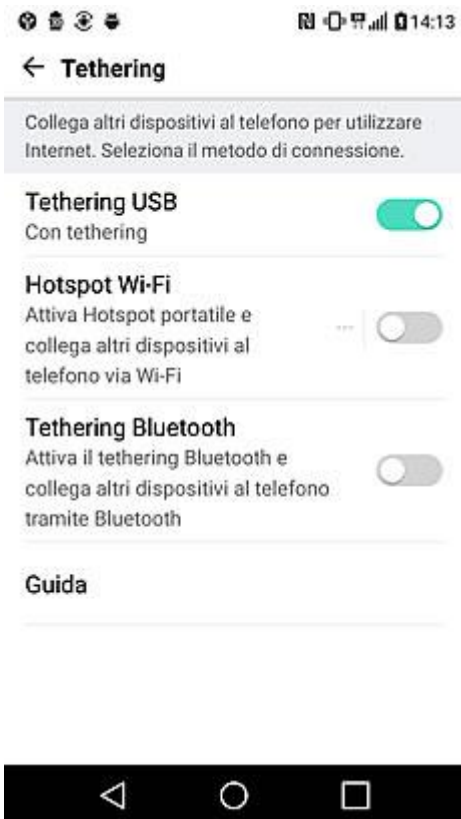 14:13
Tethering
Collega altri dispositivi al telefono per utilizzare
Internet. Seleziona il metodo di connessione.
Tethering USB
Con tethering
Hotspot Wi-Fi
Attiva Hotspot portatile e
collega altri dispositivi al
telefono via Wi-Fi
Tethering Bluetooth
Attiva il tethering Bluetooth e
collega altri dispositivi al telefono
tramite Bluetooth
Guida